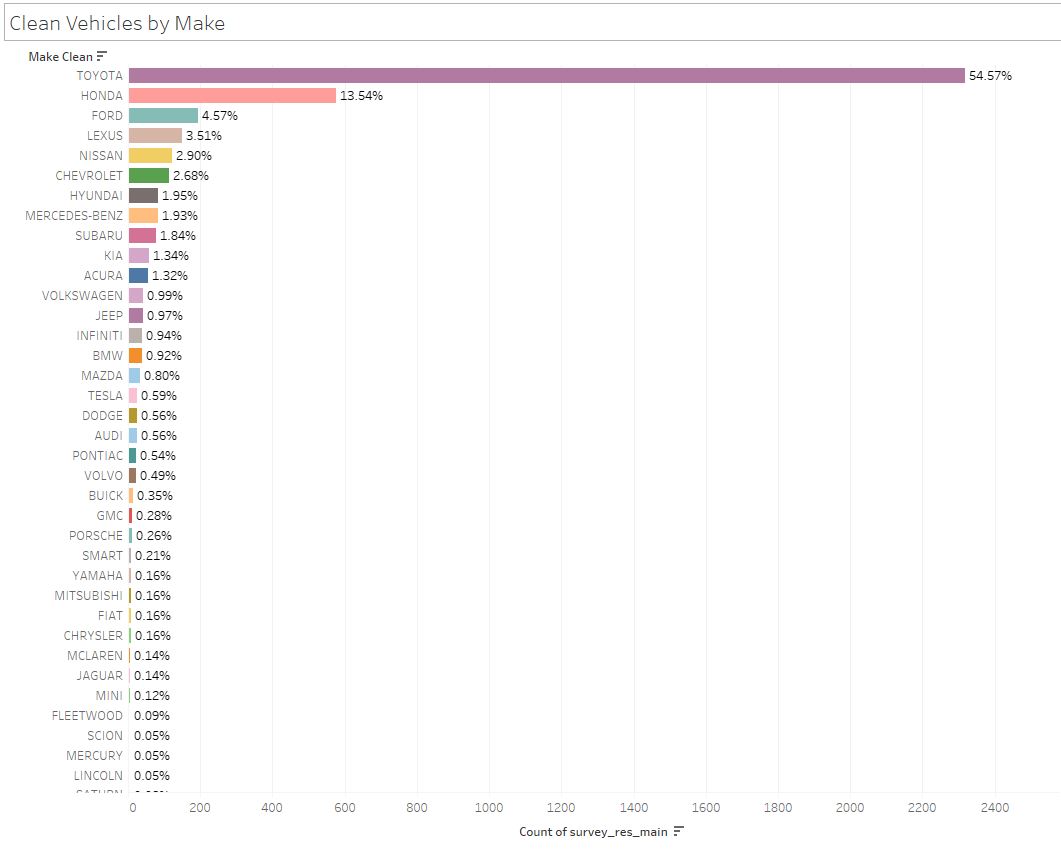 Clean Vehicles by Make
Make Clean
TOYOTA 54.57%
HONDA 13.54%
FORD 4.57%
LEXUS 3.51%
NISSAN 2.90%
CHEVROLET 2.68%
HYUNDAI 1.95%
MERCEDES-BENZ 1.93%
SUBARU 1.84%
KIA 1.34%
ACURA 1.32%
VOLKSWAGEN 0.99%
JEEP 0.97%
INFINITI 0.94%
BMW 0.92%
MAZDA 0.80%
TESLA 0.59%
DODGE 0.56%
AUDI 0.56%
PONTIAC 0.54%
VOLVO 0.49%
BUICK 0.35%
GMC 0.28%
PORSCHE 0.26%
SMART 0.21%
YAMAHA 0.16%
MITSUBISHI 0.16%
FIAT 0.16%
CHRYSLER 0.16%
MCLAREN 0.14%
JAGUAR 0.14%
MINI 0.12%
FLEETWOOD 0.09%
SCION 0.05%
MERCURY 0.05%
LINCOLN 0.05%
0 200 400 600 800 1000 1200 1400 1600 1800 2000 2200 2400
Count of survey_res_main